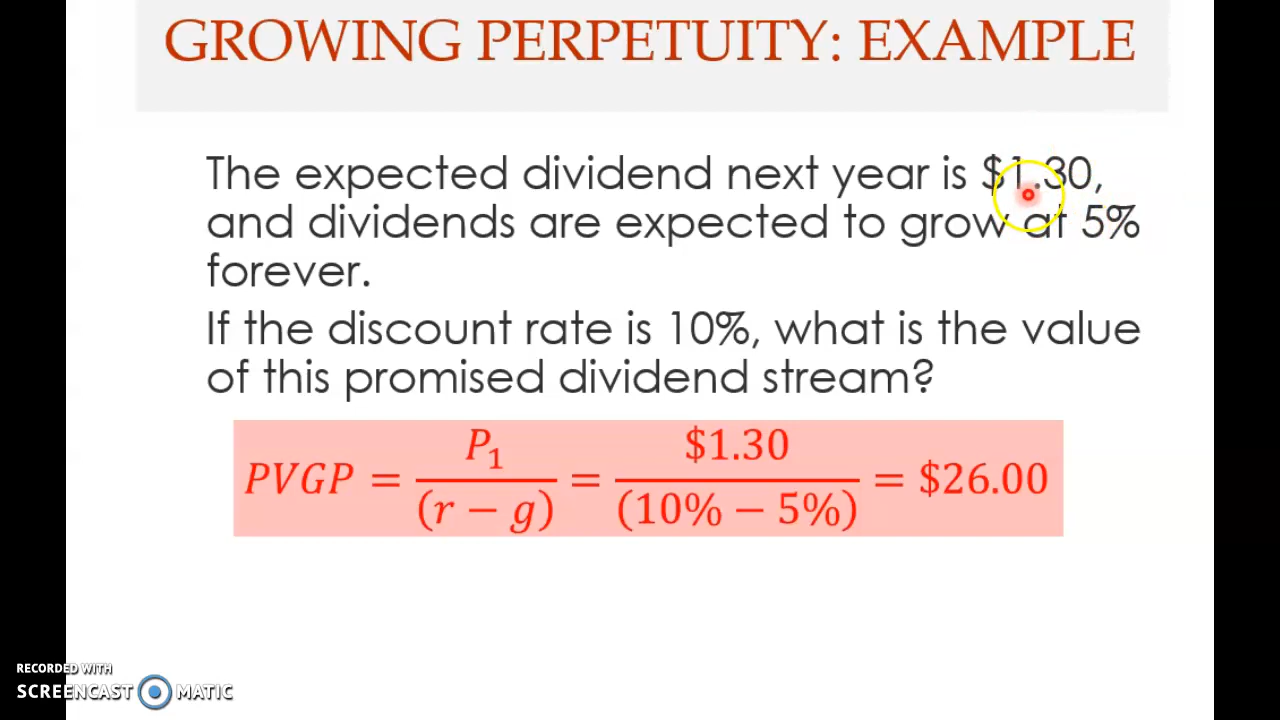 GROWING PERPETUITY: EXAMPLE
The expected dividend next year is $1.30,
and dividends are expected to grow at 5%
forever.
If the discount rate is 10%, what is the value
of this promised dividend stream?
PVGP = P₁/(r − g) = $1.30/(10% − 5%) = $26.00
RECORDED WITH
SCREENCAST MATIC